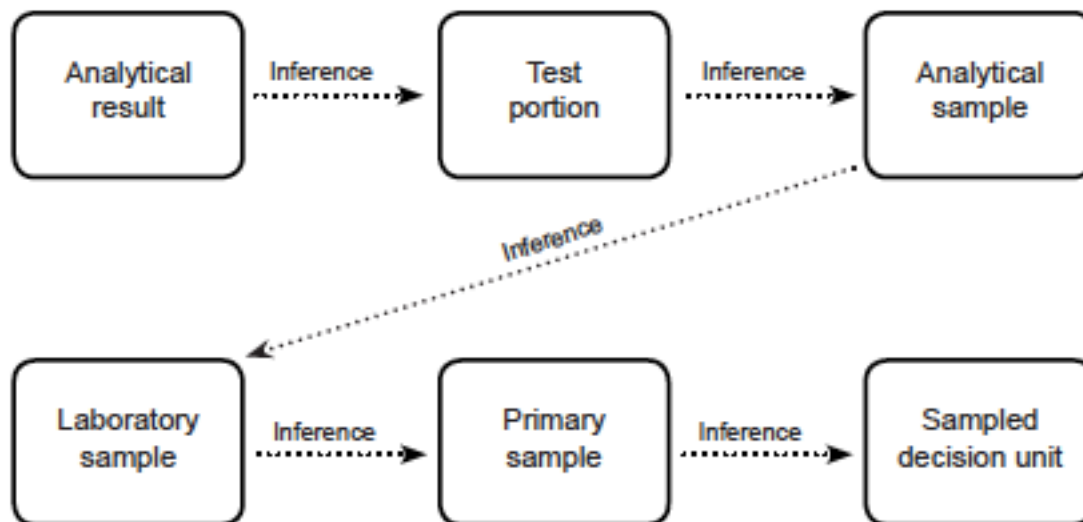 Analytical
result
Inference
Test
portion
Inference
Analytical
sample
Inference
Laboratory
sample
Inference
Primary
sample
Inference
Sampled
decision unit